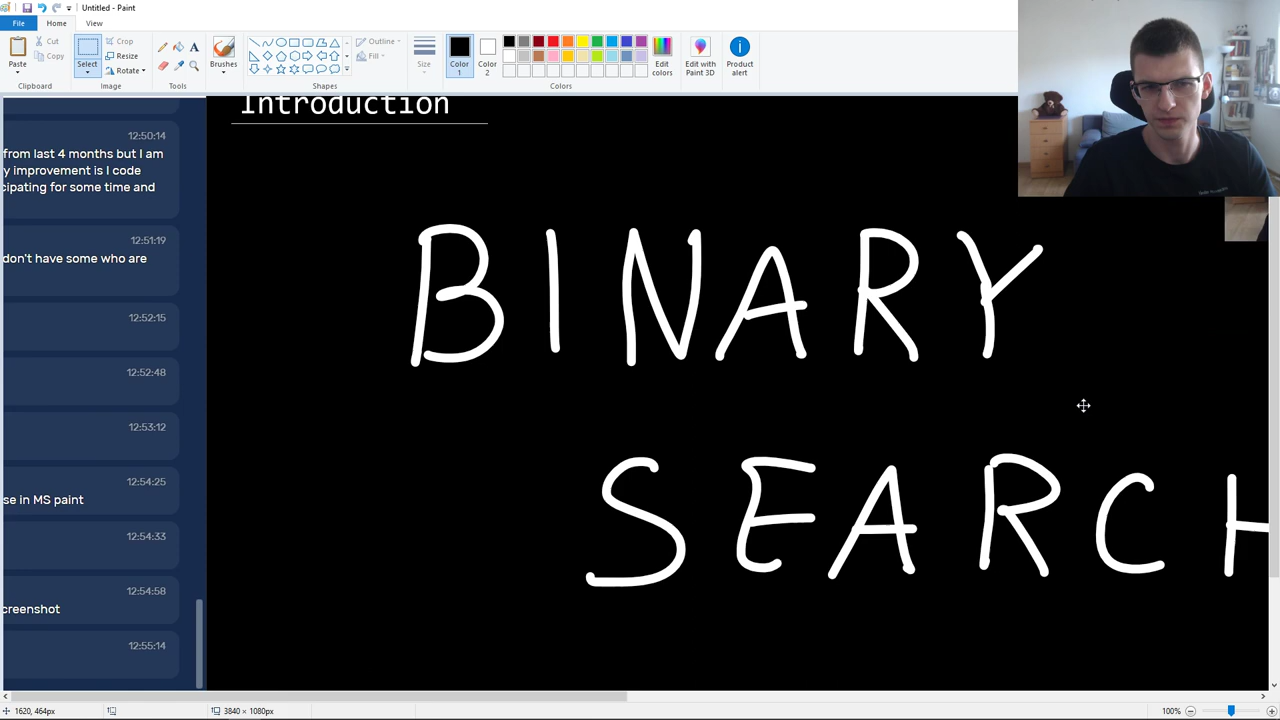 Untitled - Paint
File
Home
View
Paste
Cut
Copy
Clipboard
Select
Crop
Resize
Rotate
Image
A
Tools
Brushes
Shapes
Outline
Fill
Size
Color 1
Color 2
Edit colors
Colors
Edit with Paint 3D
Product alert
12:50:14
from last 4 months but I am
y improvement is I code
cipating for some time and
12:51:19
don't have some who are
12:52:15
12:52:48
12:53:12
12:54:25
se in MS paint
12:54:33
12:54:58
creenshot
12:55:14
Introduction
BINARY
SEARCH
1620, 464px
3840 × 1080px
100%